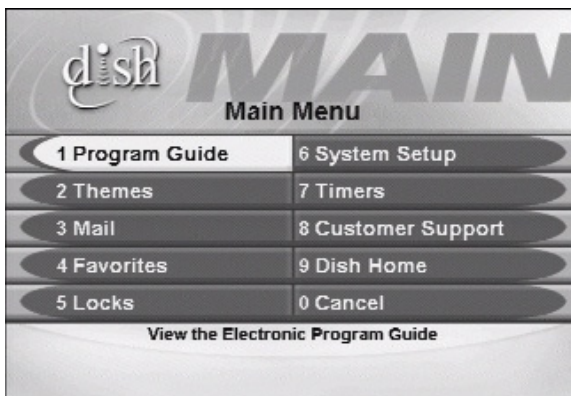 dish
MAIN
Main Menu
1 Program Guide
2 Themes
3 Mail
4 Favorites
5 Locks
6 System Setup
7 Timers
8 Customer Support
9 Dish Home
0 Cancel
View the Electronic Program Guide